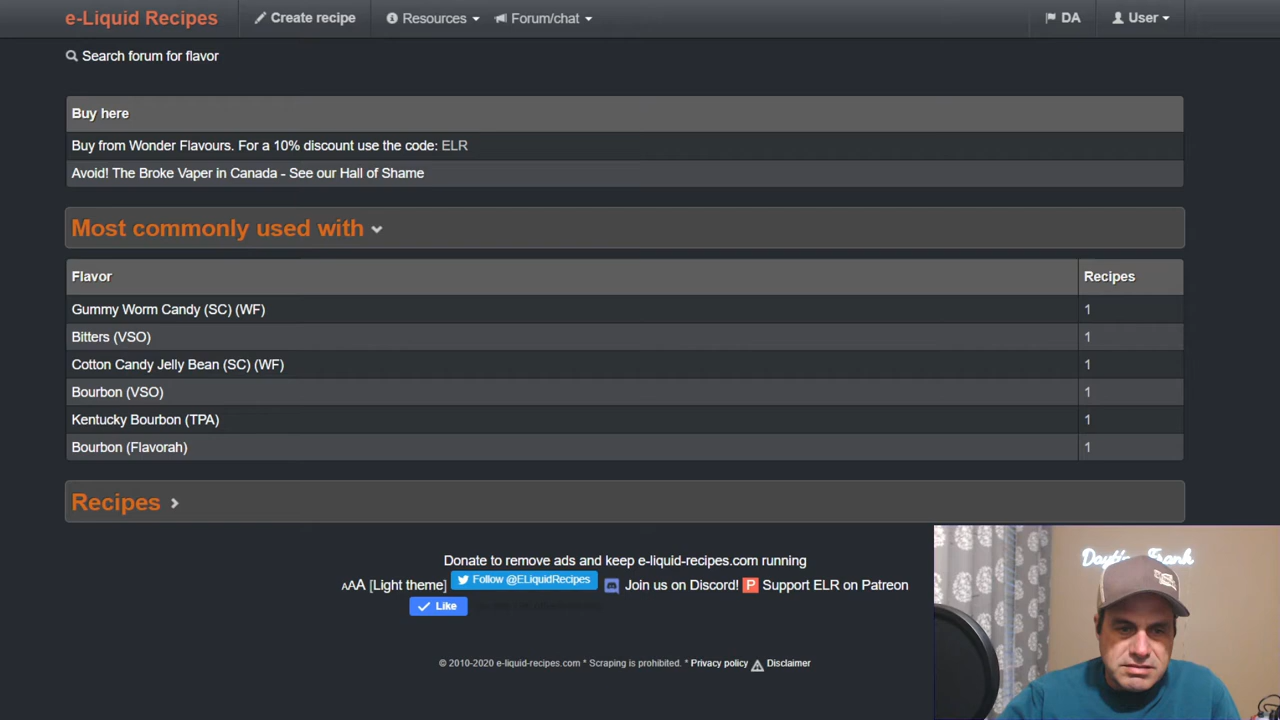 e-Liquid Recipes
Create recipe
Resources
Forum/chat
DA
User
Search forum for flavor
Buy here
Buy from Wonder Flavours. For a 10% discount use the code: ELR
Avoid! The Broke Vaper in Canada - See our Hall of Shame
Most commonly used with
Flavor Recipes
Gummy Worm Candy (SC) (WF) 1
Bitters (VSO) 1
Cotton Candy Jelly Bean (SC) (WF) 1
Bourbon (VSO) 1
Kentucky Bourbon (TPA) 1
Bourbon (Flavorah) 1
Recipes
Donate to remove ads and keep e-liquid-recipes.com running
AAA [Light theme] Follow @ELiquidRecipes Join us on Discord! Support ELR on Patreon
Like
© 2010-2020 e-liquid-recipes.com * Scraping is prohibited. * Privacy policy Disclaimer